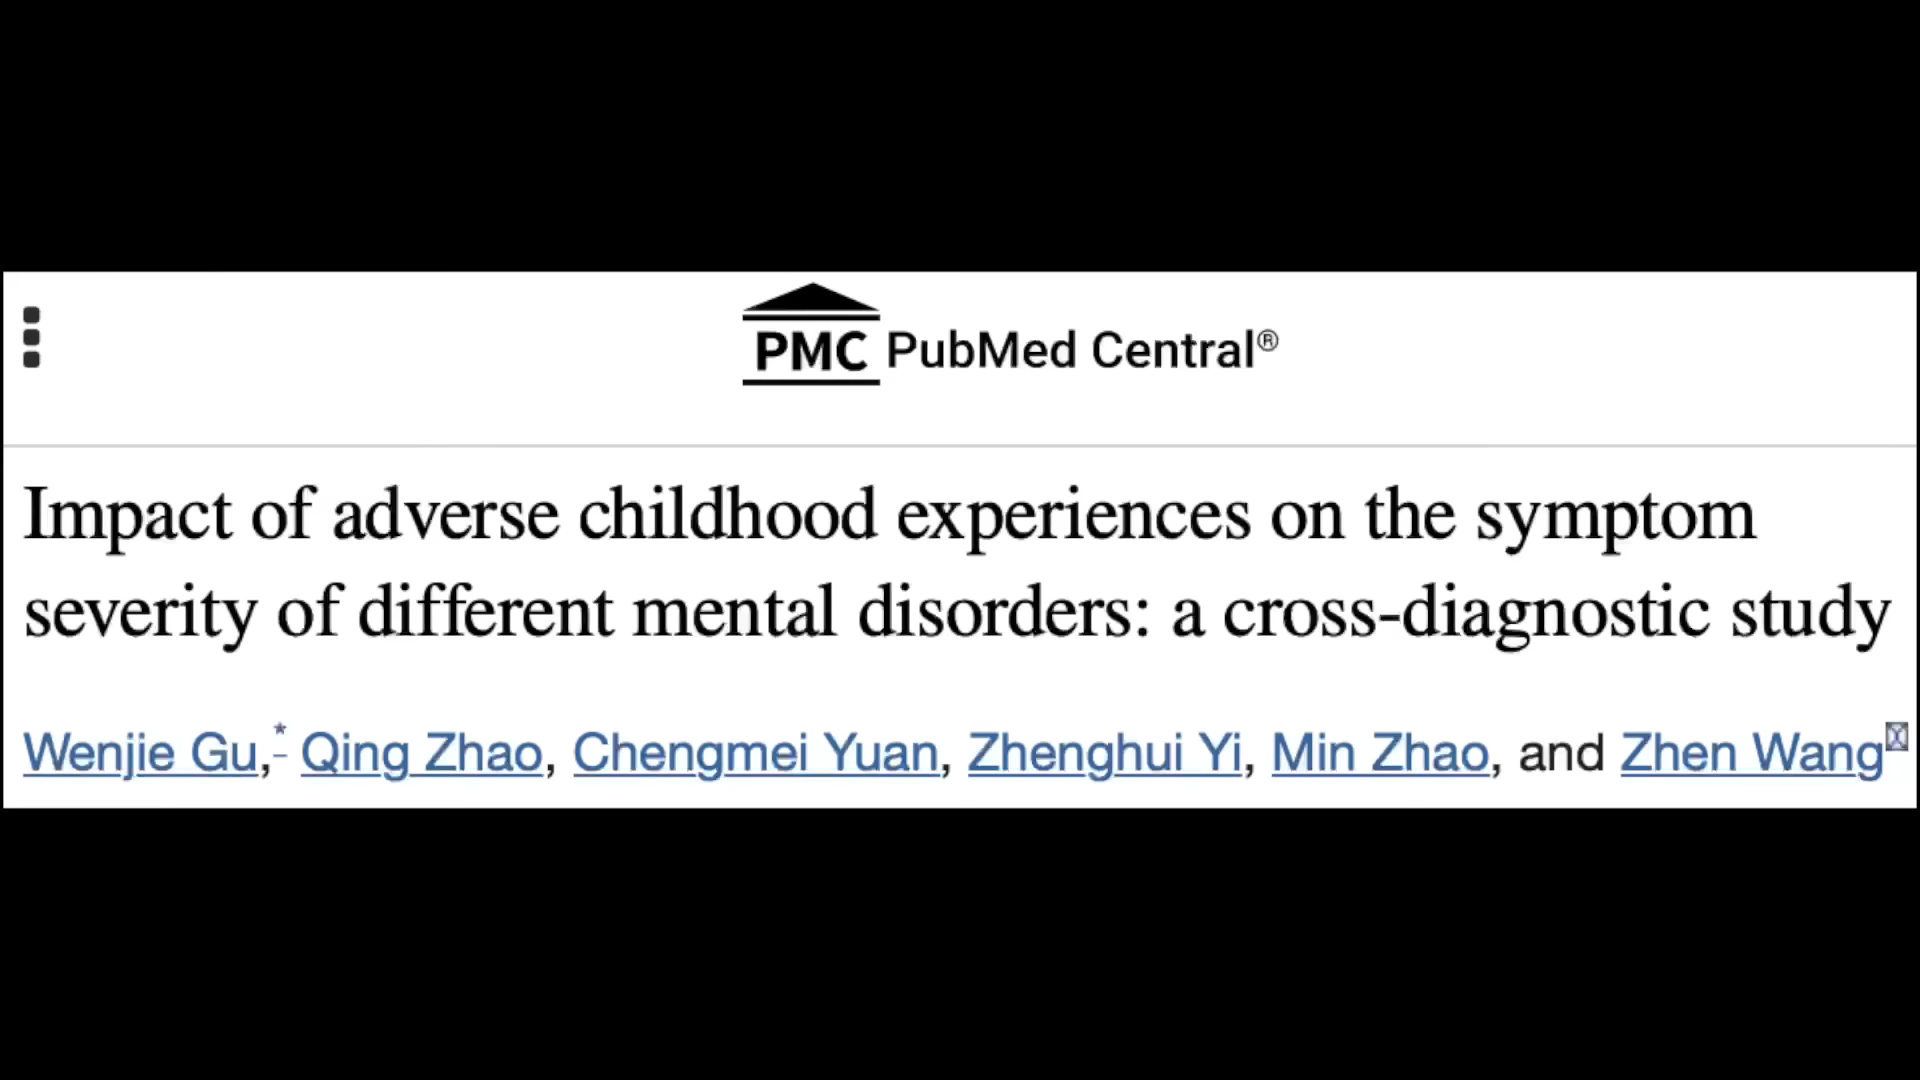 PMC PubMed Central®
Impact of adverse childhood experiences on the symptom
severity of different mental disorders: a cross-diagnostic study
Wenjie Gu,* Qing Zhao, Chengmei Yuan, Zhenghui Yi, Min Zhao, and Zhen Wang